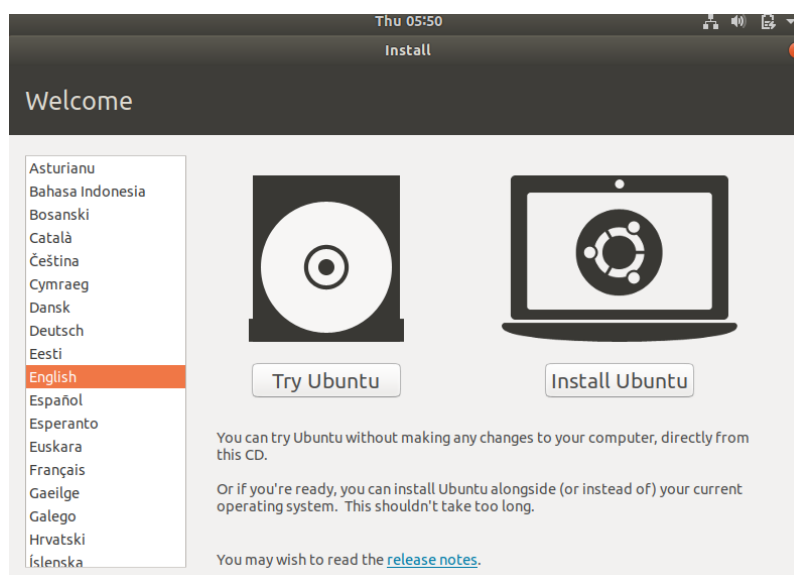 Thu 05:50
Install
Welcome
Asturianu
Bahasa Indonesia
Bosanski
Català
Čeština
Cymraeg
Dansk
Deutsch
Eesti
English
Español
Esperanto
Euskara
Français
Gaeilge
Galego
Hrvatski
Íslenska
Try Ubuntu
Install Ubuntu
You can try Ubuntu without making any changes to your computer, directly from
this CD.
Or if you're ready, you can install Ubuntu alongside (or instead of) your current
operating system. This shouldn't take too long.
You may wish to read the release notes.